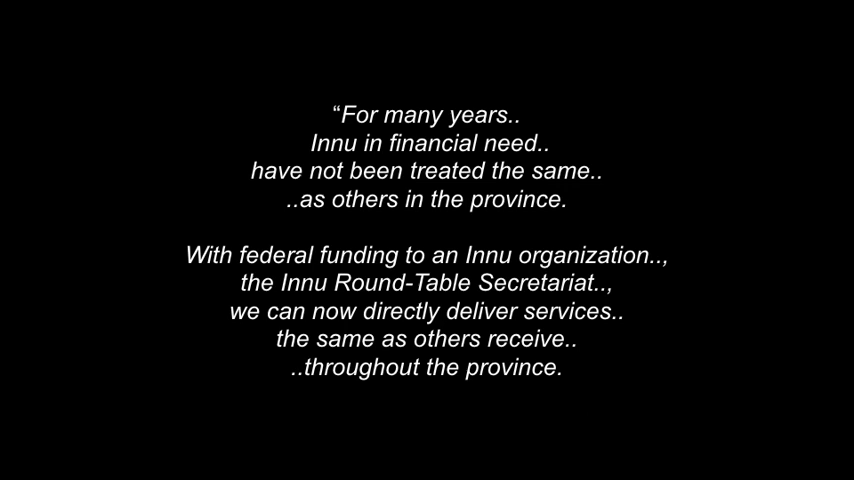 “For many years..
Innu in financial need..
have not been treated the same..
..as others in the province.
With federal funding to an Innu organization..,
the Innu Round-Table Secretariat..,
we can now directly deliver services..
the same as others receive..
..throughout the province.